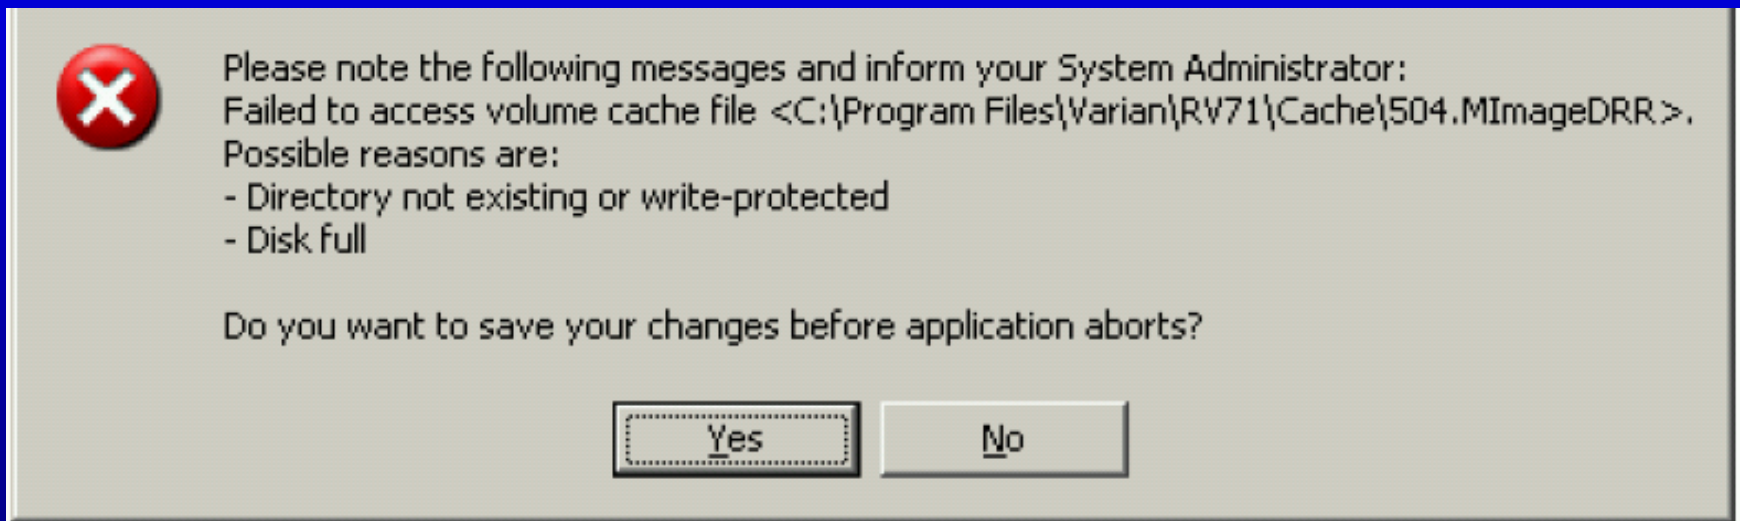 Please note the following messages and inform your System Administrator:
Failed to access volume cache file <C:\Program Files\Varian\RV71\Cache\504.MImageDRR>.
Possible reasons are:
- Directory not existing or write-protected
- Disk full
Do you want to save your changes before application aborts?
Yes
No